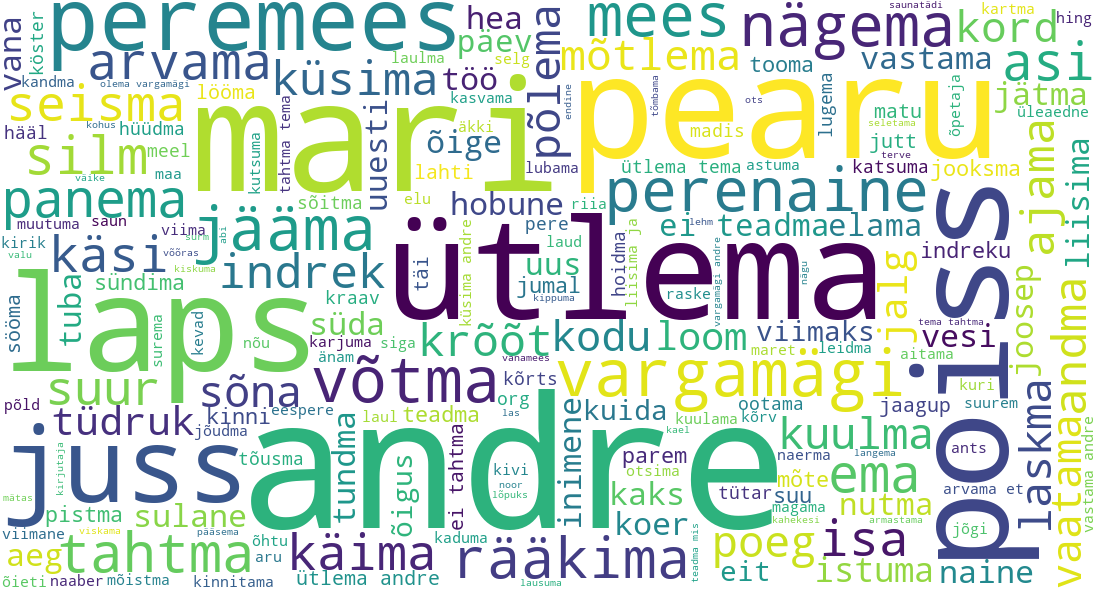 vana
köster
peremees
hea
päev
põlema
mees
nägema
saunatädi
kartma
kord
hing
kandma
olema vargamägi
arvama
küsima
laulma
selg
töö
mõtlema
tooma
vastama
asi
seisma
lööma
kasvama
endine
tõmbama
ots
lugema
matu
seletama
õpetaja
jätma
üleaedne
hääl
kohus
hüüdma
kutsuma
tahtma tema
mari
uuesti
äkki
õige
lahti
lubama
pearu
madis
jutt
terve
silm
meel
maa
väike
sõitma
elu
ütlema tema
astuma
katsuma
jooksma
panema
muutuma
saun
viima
surm
abi
jääma
hobune
pere
riia
perenaine
ei
lehm
teadma
elama
poiss
ajama
liisima
kirik
valu
käsi
võõras
kiskuma
indrek
täi
küsima andre
ütlema
uus
laud
jumal
kippuma
hoidma
liisima ja
raske
vargamägi andre
nägu
indreku
sündima
tuba
sööma
laps
surema
kevad
nõu
kraav
süda
karjuma
siga
änam
krõõt
vanamees
kodu
loom
maret
viimaks
leidma
jalg
aitama
vesi
tema tahtma
joosep
andma
suur
sõna
võtma
kõrts
vargamägi
kuri
suurem
jaagup
põld
tüdruk
kinni
eespere
jõudma
laul
teadma
org
las
kuida
kuulama
kael
ootama
kõrv
kuulma
laskma
vaatama
juss
kirjutaja
mätas
tõusma
tundma
andre
õigus
ei tahtma
kivi
noor
lõpuks
inimene
parem
otsima
kaks
tütar
naerma
mõte
suu
magama
kahekesi
langema
armastama
ema
nutma
ants
arvama et
jõgi
vastama andre
pistma
sulane
viimane
viskama
pääsema
aeg
tahtma
õhtu
aru
käima
kaduma
rääkima
koer
teadma mis
poeg
isa
eit
istuma
naine
õieti
naaber
mõistma
kinnitama
ütlema andre
lausuma